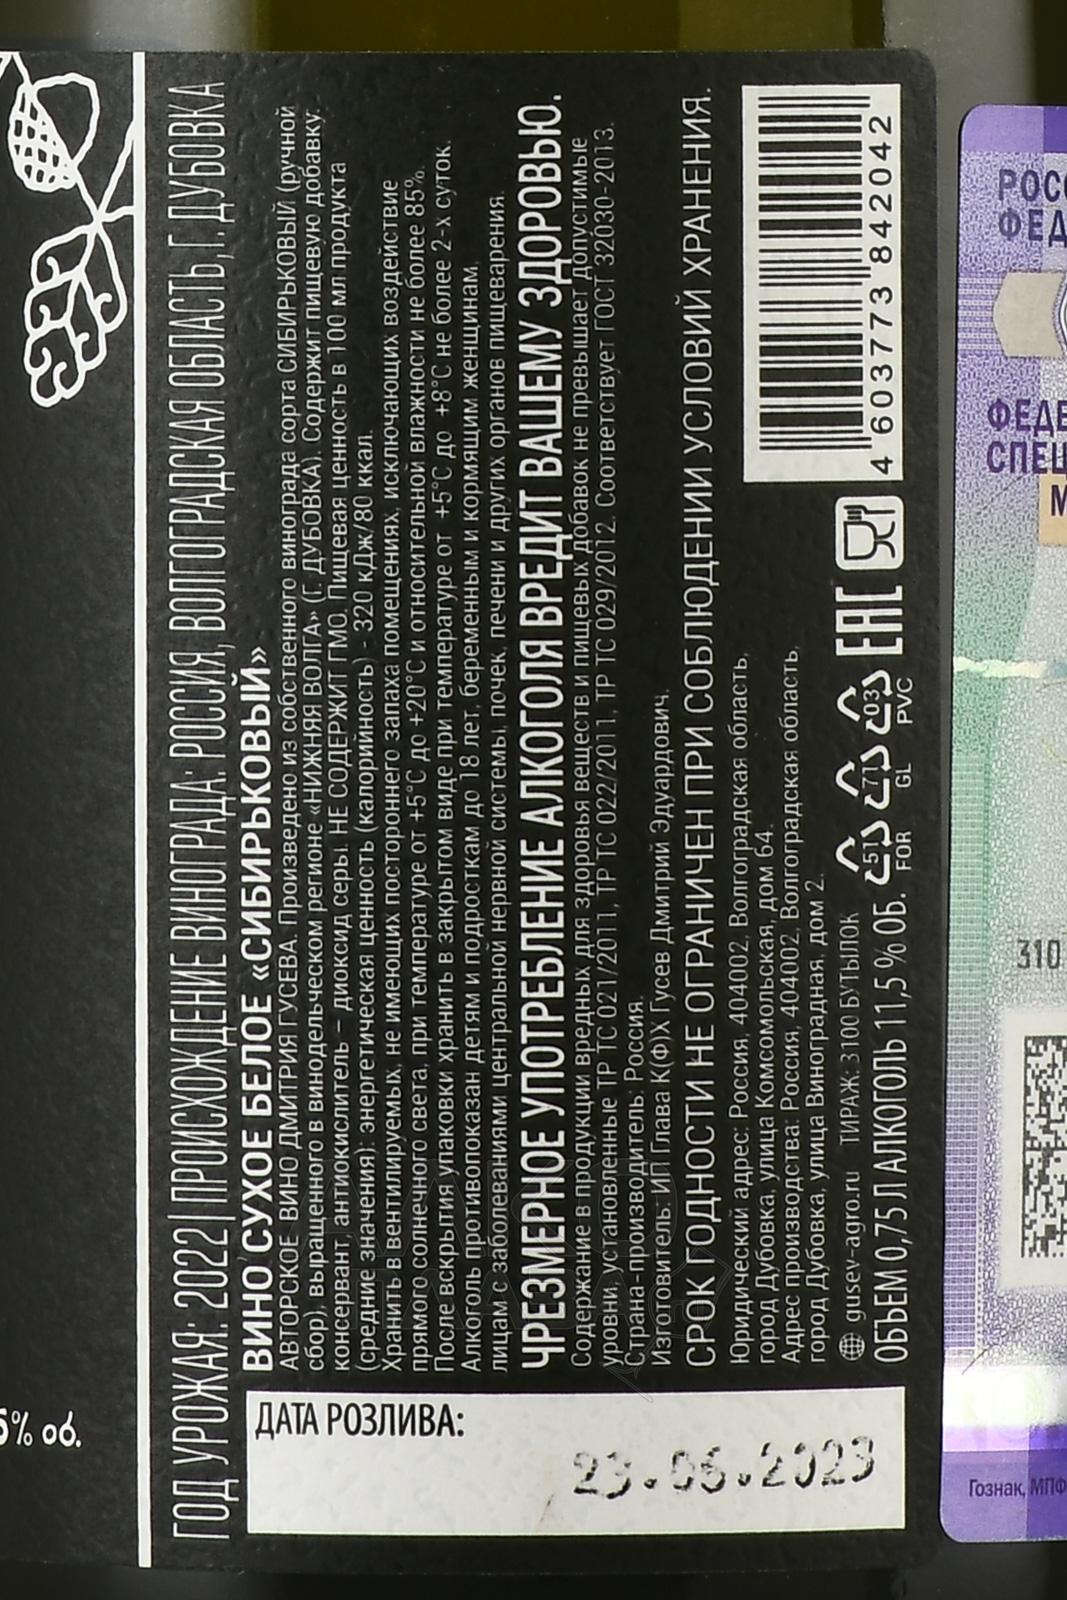 5% об.
ГОД УРОЖАЯ: 2022 | ПРОИСХОЖДЕНИЕ ВИНОГРАДА: РОССИЯ, ВОЛГОГРАДСКАЯ ОБЛАСТЬ, Г. ДУБОВКА
ВИНО СУХОЕ БЕЛОЕ «СИБИРЬКОВЫЙ»
АВТОРСКОЕ ВИНО ДМИТРИЯ ГУСЕВА. Произведено из собственного винограда сорта СИБИРЬКОВЫЙ (ручной
сбор), выращенного в винодельческом регионе «НИЖНЯЯ ВОЛГА» (Г. ДУБОВКА). Содержит пищевую добавку,
консервант, антиокислитель – диоксид серы. НЕ СОДЕРЖИТ ГМО. Пищевая ценность в 100 мл продукта
(средние значения): энергетическая ценность (калорийность) - 320 кДж/80 ккал.
Хранить в вентилируемых, не имеющих постороннего запаха помещениях, исключающих воздействие
прямого солнечного света, при температуре от +5°С до +20°С и относительной влажности не более 85%.
После вскрытия упаковки хранить в закрытом виде при температуре от +5°С до +8°С не более 2-х суток.
Алкоголь противопоказан детям и подросткам до 18 лет, беременным и кормящим женщинам,
лицам с заболеваниями центральной нервной системы, почек, печени и других органов пищеварения.
ЧРЕЗМЕРНОЕ УПОТРЕБЛЕНИЕ АЛКОГОЛЯ ВРЕДИТ ВАШЕМУ ЗДОРОВЬЮ.
Содержание в продукции вредных для здоровья веществ и пищевых добавок не превышает допустимые
уровни установленные ТР ТС 021/2011, ТР ТС 022/2011, ТР ТС 029/2012. Соответствует ГОСТ 32030-2013.
Страна-производитель: Россия.
Изготовитель: ИП Глава К(Ф)Х Гусев Дмитрий Эдуардович.
СРОК ГОДНОСТИ НЕ ОГРАНИЧЕН ПРИ СОБЛЮДЕНИИ УСЛОВИЙ ХРАНЕНИЯ.
Юридический адрес: Россия, 404002, Волгоградская область,
город Дубовка, улица Комсомольская, дом 64.
Адрес производства: Россия, 404002, Волгоградская область,
город Дубовка, улица Виноградная, дом 2.
gusev-agro.ru ТИРАЖ: 3100 БУТЫЛОК
ОБЪЕМ 0,75 Л АЛКОГОЛЬ 11,5 % ОБ.
51 FOR
71 GL
03 PVC
EAC
4 603773 842042
ДАТА РОЗЛИВА:
23.06.2023
РОСС
ФЕД
ФЕДЕ
СПЕЦ
М
310
Гознак, МПФ